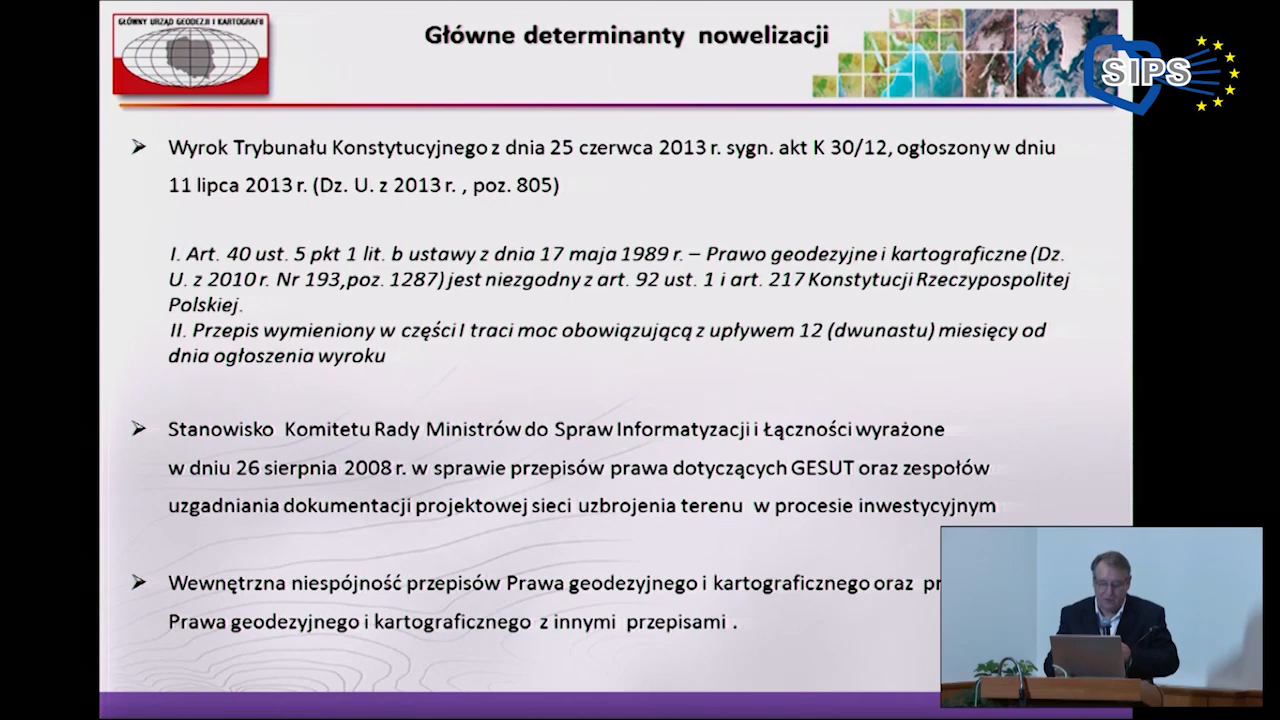 GŁÓWNY URZĄD GEODEZJI I KARTOGRAFII
Główne determinanty nowelizacji
SIPS
Wyrok Trybunału Konstytucyjnego z dnia 25 czerwca 2013 r. sygn. akt K 30/12, ogłoszony w dniu
11 lipca 2013 r. (Dz. U. z 2013 r. , poz. 805)
I. Art. 40 ust. 5 pkt 1 lit. b ustawy z dnia 17 maja 1989 r. – Prawo geodezyjne i kartograficzne (Dz.
U. z 2010 r. Nr 193,poz. 1287) jest niezgodny z art. 92 ust. 1 i art. 217 Konstytucji Rzeczypospolitej
Polskiej.
II. Przepis wymieniony w części I traci moc obowiązującą z upływem 12 (dwunastu) miesięcy od
dnia ogłoszenia wyroku
Stanowisko Komitetu Rady Ministrów do Spraw Informatyzacji i Łączności wyrażone
w dniu 26 sierpnia 2008 r. w sprawie przepisów prawa dotyczących GESUT oraz zespołów
uzgadniania dokumentacji projektowej sieci uzbrojenia terenu w procesie inwestycyjnym
Wewnętrzna niespójność przepisów Prawa geodezyjnego i kartograficznego oraz
Prawa geodezyjnego i kartograficznego z innymi przepisami .